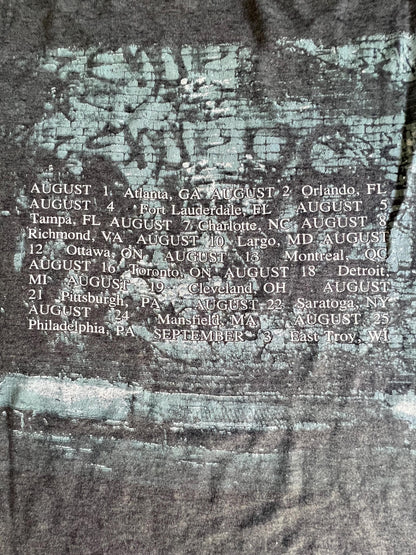 AUGUST 1, Atlanta, GA AUGUST 2 Orlando, FL
AUGUST 4 Fort Lauderdale, FL AUGUST 5
Tampa, FL AUGUST 7 Charlotte, NC AUGUST 8
Richmond, VA AUGUST 10 Largo, MD AUGUST
12 Ottawa, ON AUGUST 13 Montreal, QC
AUGUST 16 Toronto, ON AUGUST 18 Detroit,
MI AUGUST 19 Cleveland, OH AUGUST
21 Pittsburgh, PA AUGUST 22 Saratoga, NY
AUGUST 24 Mansfield, MA AUGUST 25
Philadelphia, PA SEPTEMBER 3 East Troy, WI